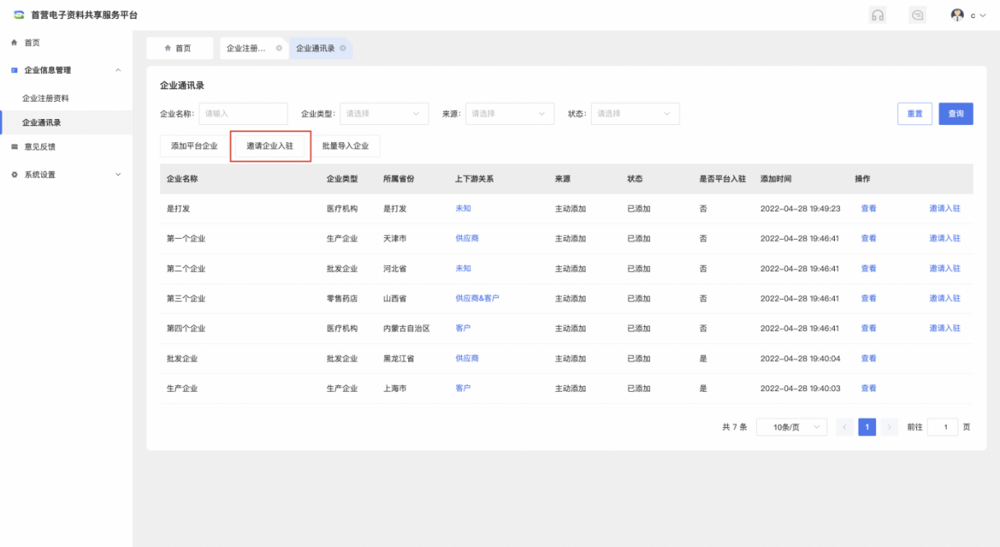 首营电子资料共享服务平台
c
首页
企业信息管理
企业注册资料
企业通讯录
意见反馈
系统设置
首页 企业注册... 企业通讯录
企业通讯录
企业名称: 请输入 企业类型: 请选择 来源: 请选择 状态: 请选择 重置 查询
添加平台企业 邀请企业入驻 批量导入企业
企业名称 企业类型 所属省份 上下游关系 来源 状态 是否平台入驻 添加时间 操作
是打发 医疗机构 是打发 未知 主动添加 已添加 否 2022-04-28 19:49:23 查看 邀请入驻
第一个企业 生产企业 天津市 供应商 主动添加 已添加 否 2022-04-28 19:46:41 查看 邀请入驻
第二个企业 批发企业 河北省 未知 主动添加 已添加 否 2022-04-28 19:46:41 查看 邀请入驻
第三个企业 零售药店 山西省 供应商&客户 主动添加 已添加 否 2022-04-28 19:46:41 查看 邀请入驻
第四个企业 医疗机构 内蒙古自治区 客户 主动添加 已添加 否 2022-04-28 19:46:41 查看 邀请入驻
批发企业 批发企业 黑龙江省 供应商 主动添加 已添加 是 2022-04-28 19:40:04 查看
生产企业 生产企业 上海市 客户 主动添加 已添加 是 2022-04-28 19:40:03 查看
共 7 条 10条/页 1 前往 1 页